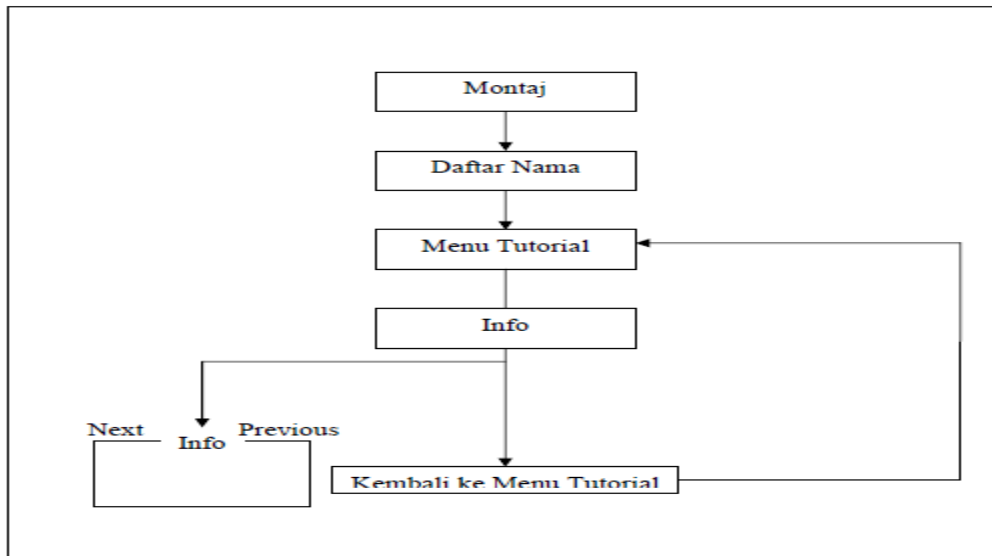 Montaj
Daftar Nama
Menu Tutorial
Info
Next Info Previous
Kembali ke Menu Tutorial